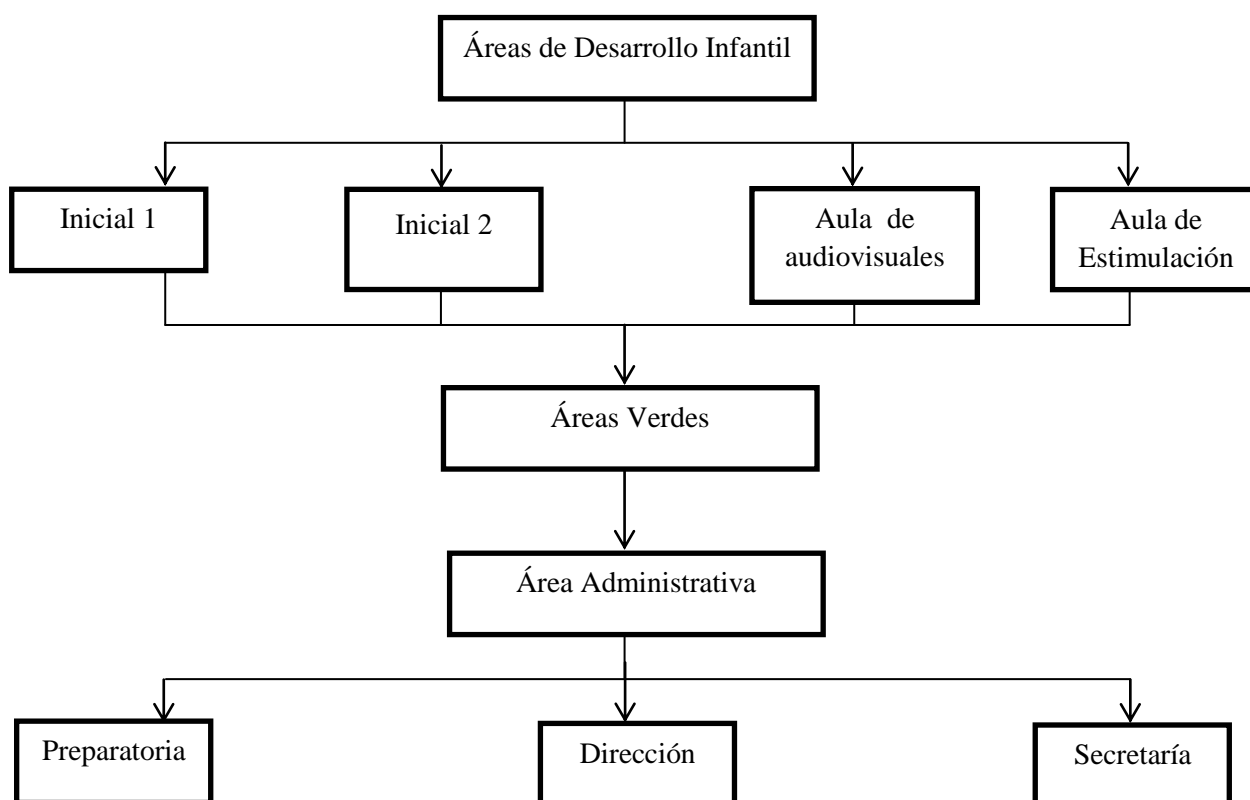 Áreas de Desarrollo Infantil
Inicial 1
Inicial 2
Aula de
audiovisuales
Aula de
Estimulación
Áreas Verdes
Área Administrativa
Preparatoria
Dirección
Secretaría